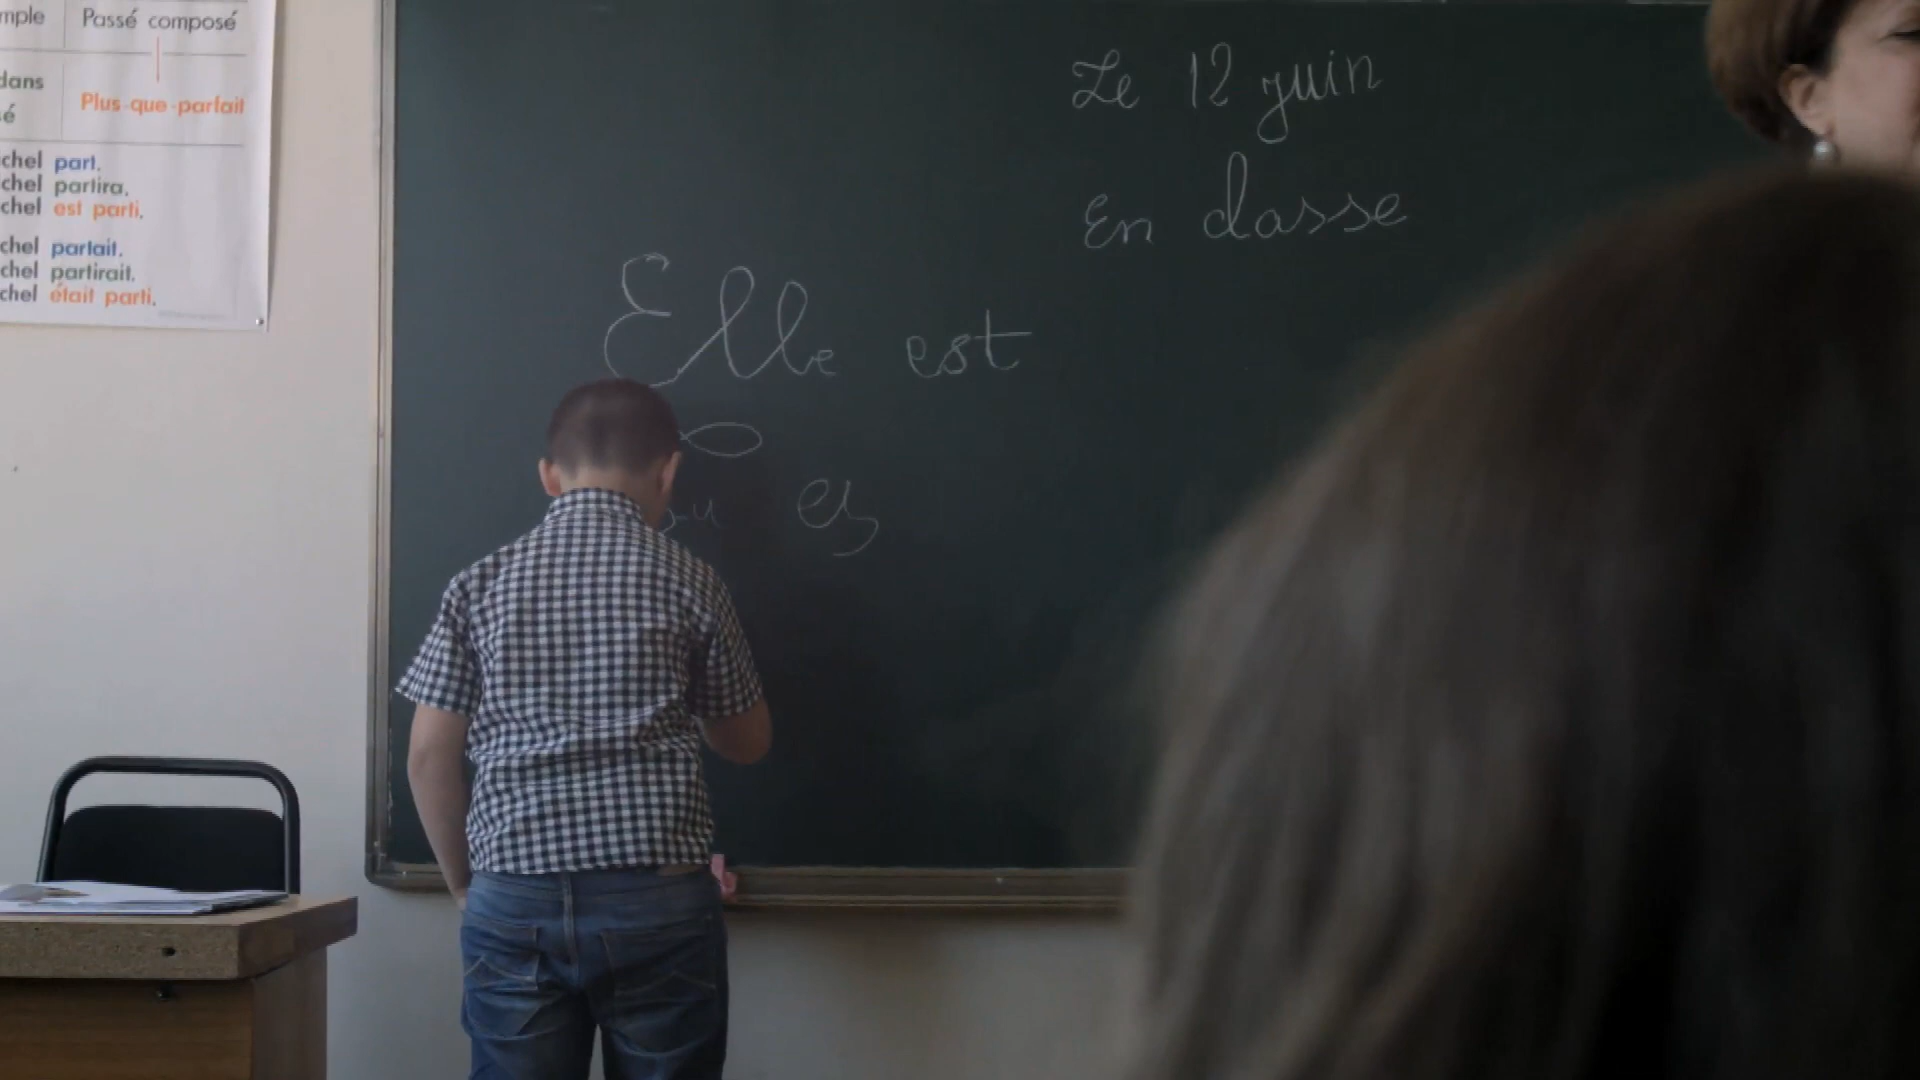 mple Passé composé
dans
é Plus-que-parfait
chel part.
chel partira.
chel est parti.
chel partait.
chel partirait.
chel était parti.
Le 12 juin
En classe
Elle est
es